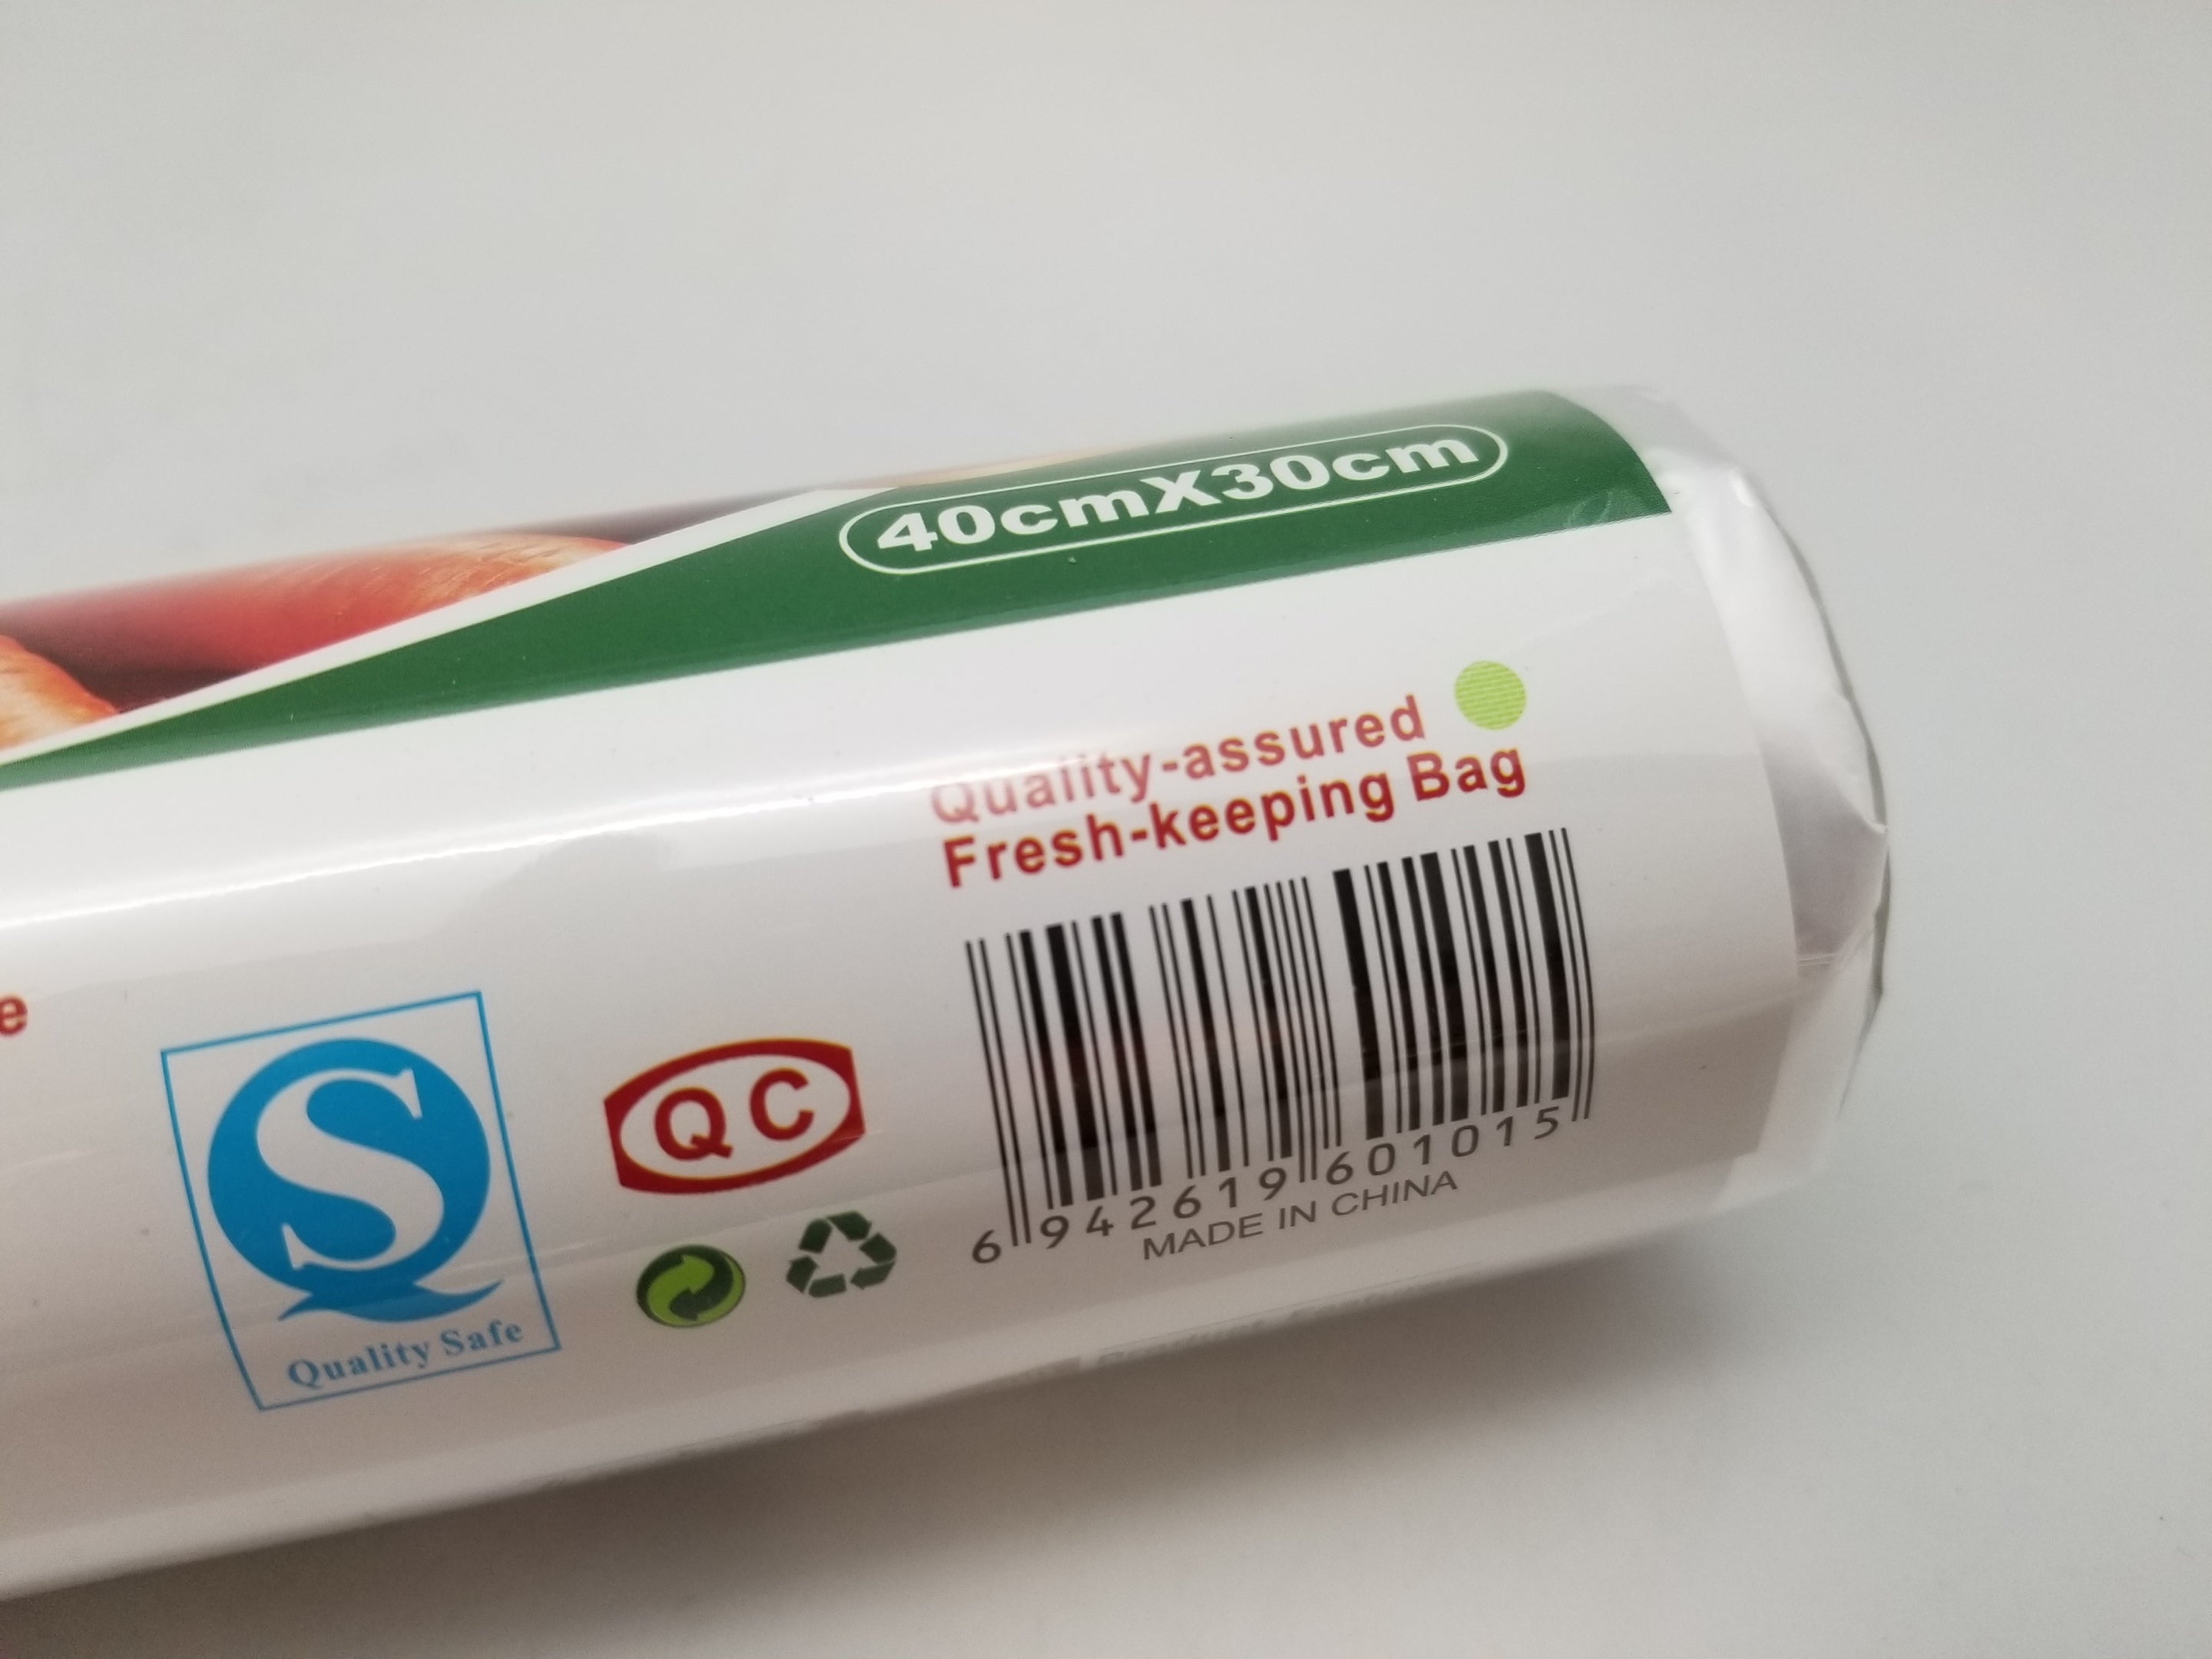 40cmX30cm
Quality-assured
Fresh-keeping Bag
e
S
Quality Safe
QC
6 942619 601015
MADE IN CHINA